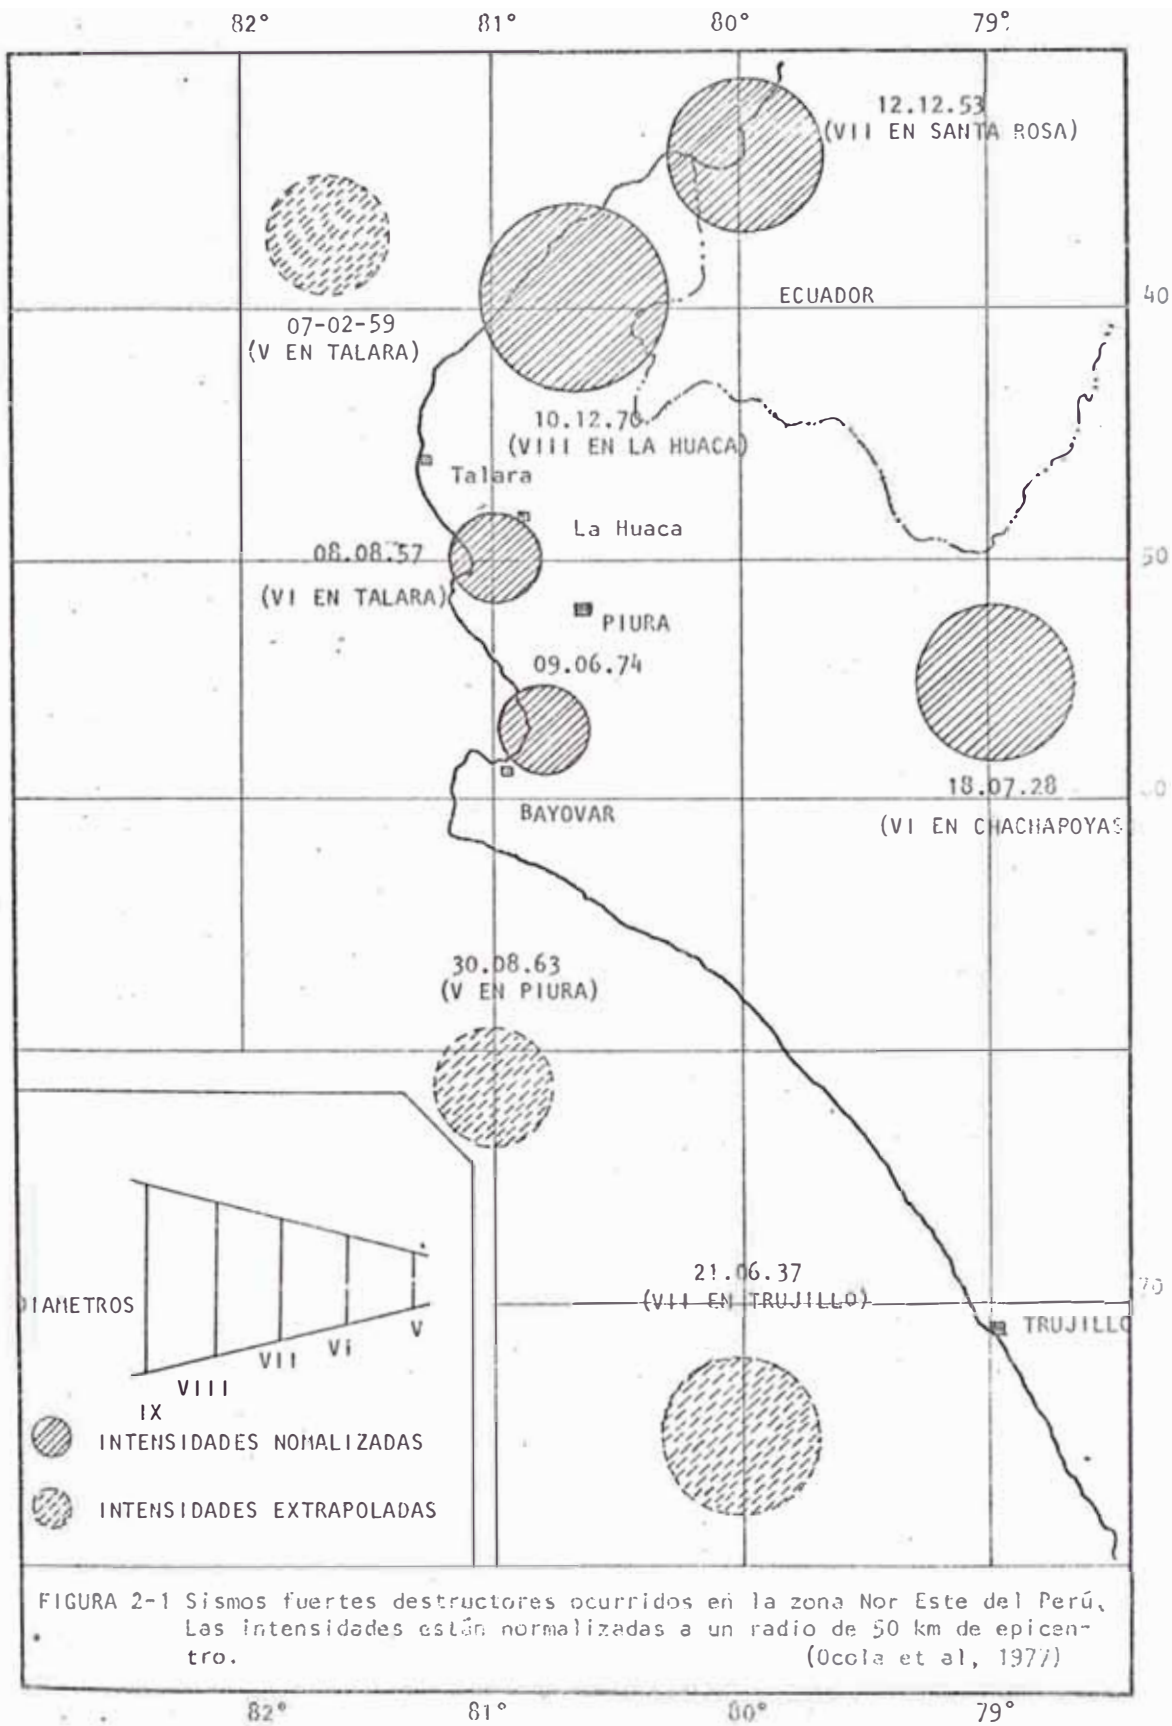 82° 81° 80° 79°
12.12.53
(VII EN SANTA ROSA)
07-02-59
(V EN TALARA)
ECUADOR
40
10.12.70
(VIII EN LA HUACA)
Talara
La Huaca
08.08.57
(VI EN TALARA)
50
PIURA
09.06.74
BAYOVAR
18.07.28
(VI EN CHACHAPOYAS
30.08.63
(V EN PIURA)
21.06.37
(VII EN TRUJILLO)
70
TRUJILLO
DIAMETROS
IX
VIII
VII
VI
V
INTENSIDADES NOMALIZADAS
INTENSIDADES EXTRAPOLADAS
FIGURA 2-1 Sismos fuertes destructores ocurridos en la zona Nor Este del Perú.
Las intensidades están normalizadas a un radio de 50 km de epicen-
tro. (Ocola et al, 1977)
82° 81° 80° 79°